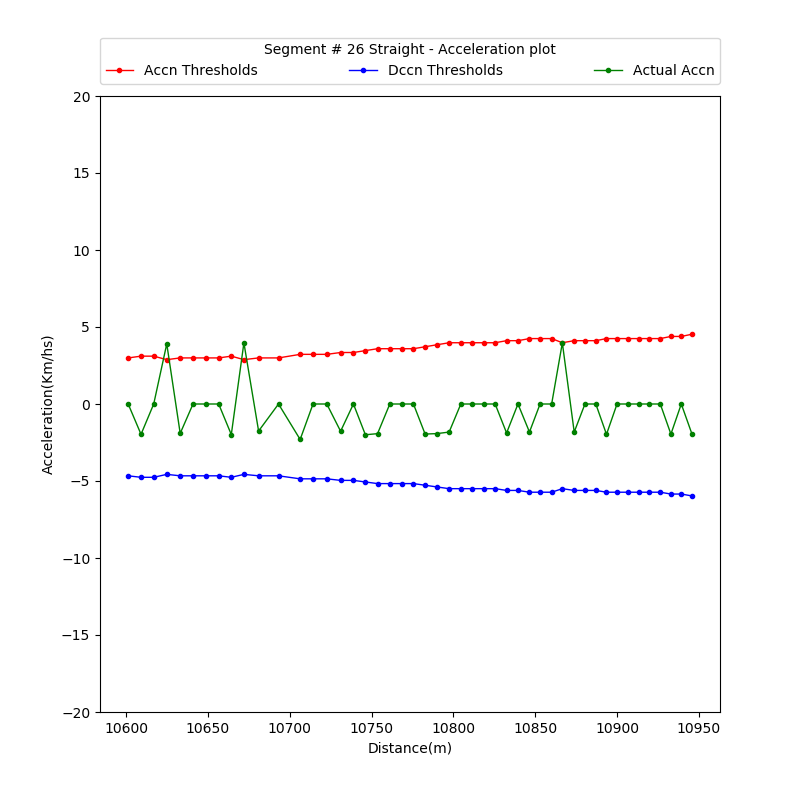 Segment # 26 Straight - Acceleration plot
Accn Thresholds Dccn Thresholds Actual Accn
20
15
10
5
0
−5
−10
−15
−20
Acceleration(Km/hs)
10600 10650 10700 10750 10800 10850 10900 10950
Distance(m)